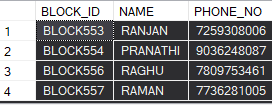 BLOCK_ID NAME PHONE_NO
1 BLOCK553 RANJAN 7259308006
2 BLOCK554 PRANATHI 9036248087
3 BLOCK556 RAGHU 7809753461
4 BLOCK557 RAMAN 7736281005